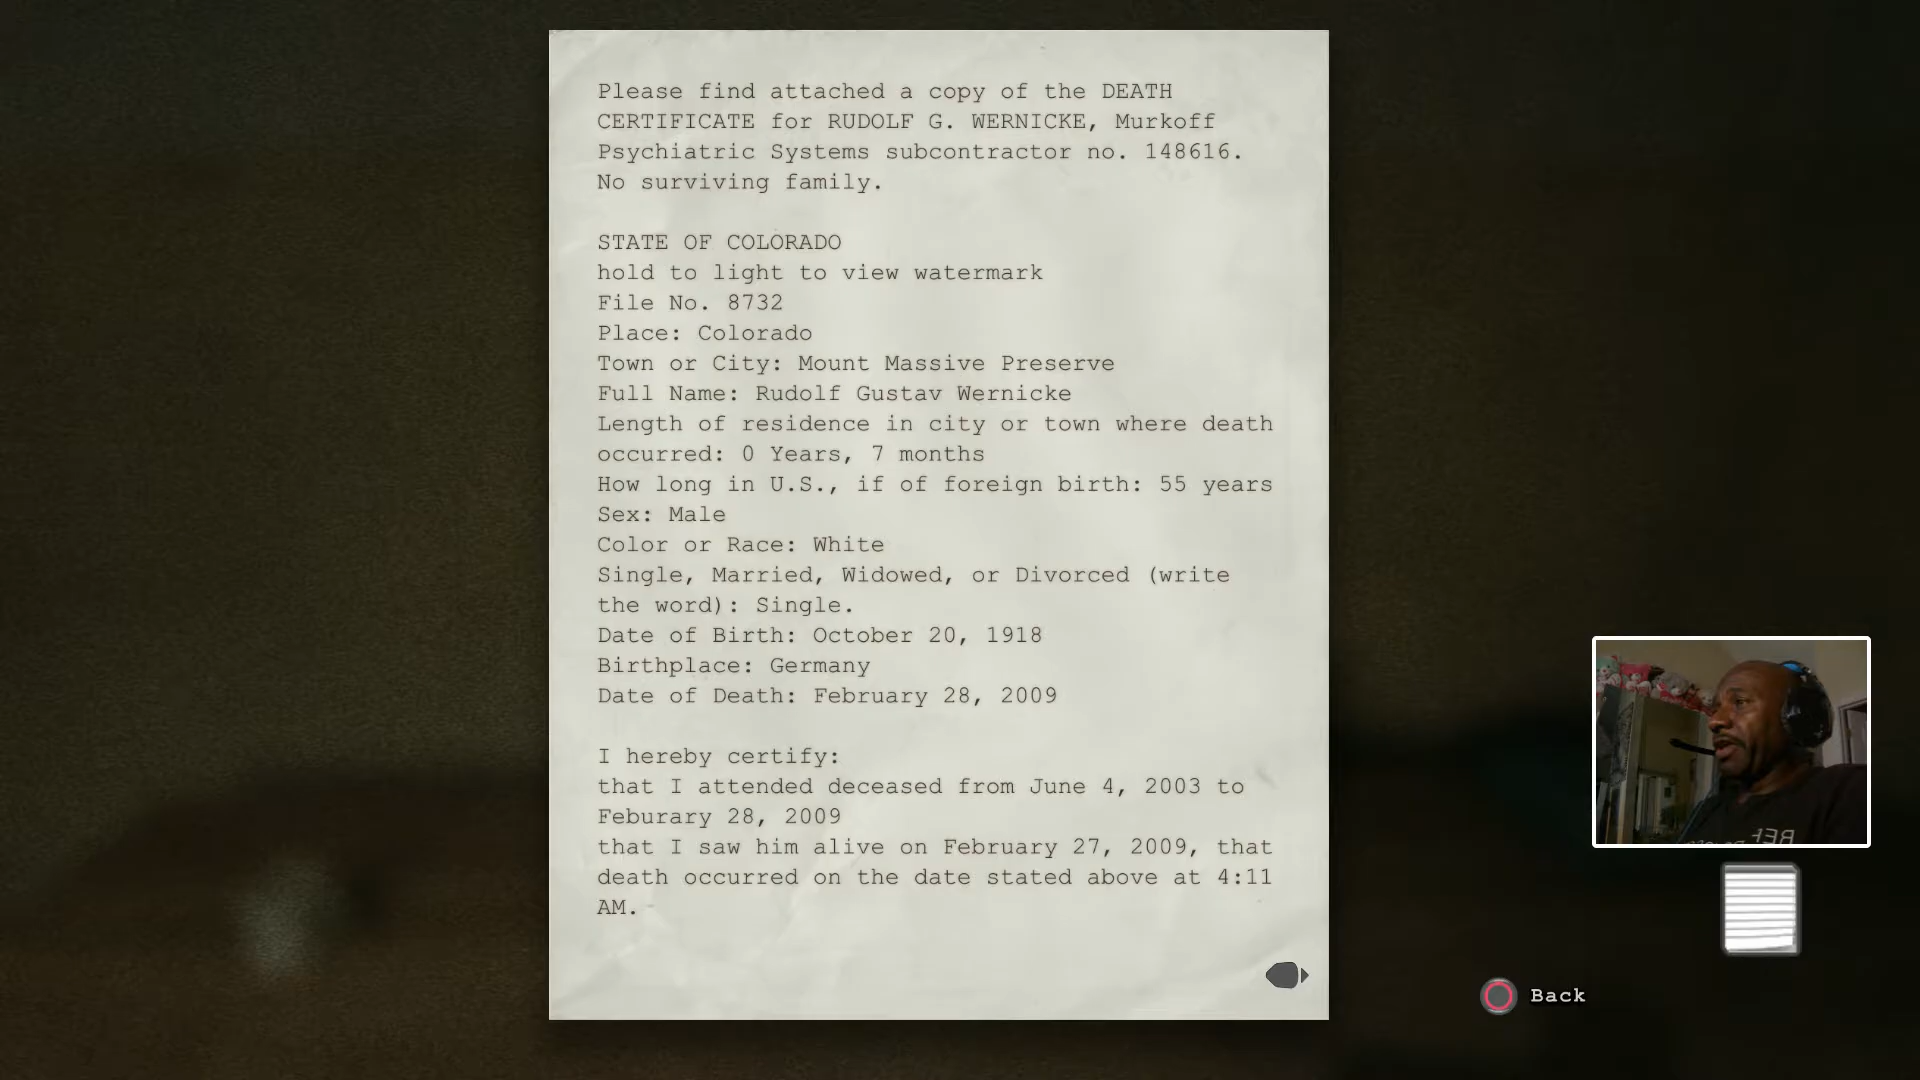 Please find attached a copy of the DEATH
CERTIFICATE for RUDOLF G. WERNICKE, Murkoff
Psychiatric Systems subcontractor no. 148616.
No surviving family.
STATE OF COLORADO
hold to light to view watermark
File No. 8732
Place: Colorado
Town or City: Mount Massive Preserve
Full Name: Rudolf Gustav Wernicke
Length of residence in city or town where death
occurred: 0 Years, 7 months
How long in U.S., if of foreign birth: 55 years
Sex: Male
Color or Race: White
Single, Married, Widowed, or Divorced (write
the word): Single.
Date of Birth: October 20, 1918
Birthplace: Germany
Date of Death: February 28, 2009
I hereby certify:
that I attended deceased from June 4, 2003 to
Feburary 28, 2009
that I saw him alive on February 27, 2009, that
death occurred on the date stated above at 4:11
AM.
Back